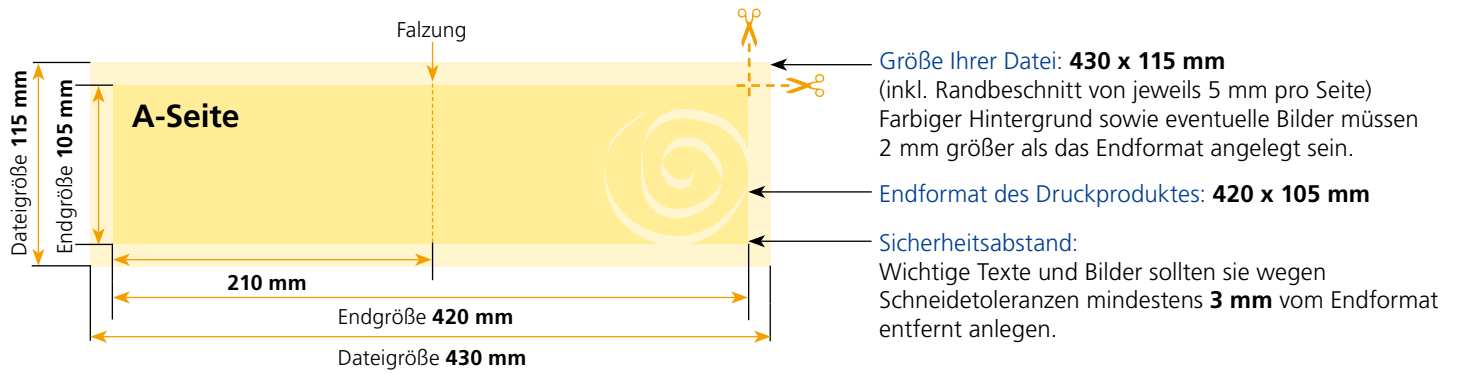 Falzung
Dateigröße 115 mm
Endgröße 105 mm
A-Seite
210 mm
Endgröße 420 mm
Dateigröße 430 mm
Größe Ihrer Datei: 430 x 115 mm
(inkl. Randbeschnitt von jeweils 5 mm pro Seite)
Farbiger Hintergrund sowie eventuelle Bilder müssen
2 mm größer als das Endformat angelegt sein.
Endformat des Druckproduktes: 420 x 105 mm
Sicherheitsabstand:
Wichtige Texte und Bilder sollten sie wegen
Schneidetoleranzen mindestens 3 mm vom Endformat
entfernt anlegen.